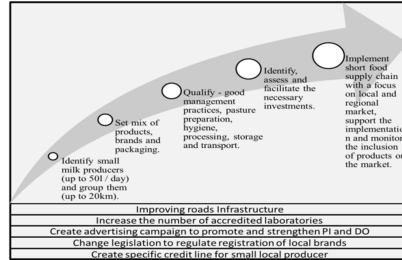 Identify small
milk producers
(up to 50l / day)
and group them
(up to 20km).
Set mix of
products,
brands and
packaging.
Qualify - good
management
practices, pasture
preparation,
hygiene,
processing, storage
and transport.
Identify,
assess and
facilitate the
necessary
investments.
Implement
short food
supply chain
with a focus
on local and
regional
market,
support the
implementatio
n and monitor
the inclusion
of products on
the market.
Improving roads Infrastructure
Increase the number of accredited laboratories
Create advertising campaign to promote and strengthen PI and DO
Change legislation to regulate registration of local brands
Create specific credit line for small local producer